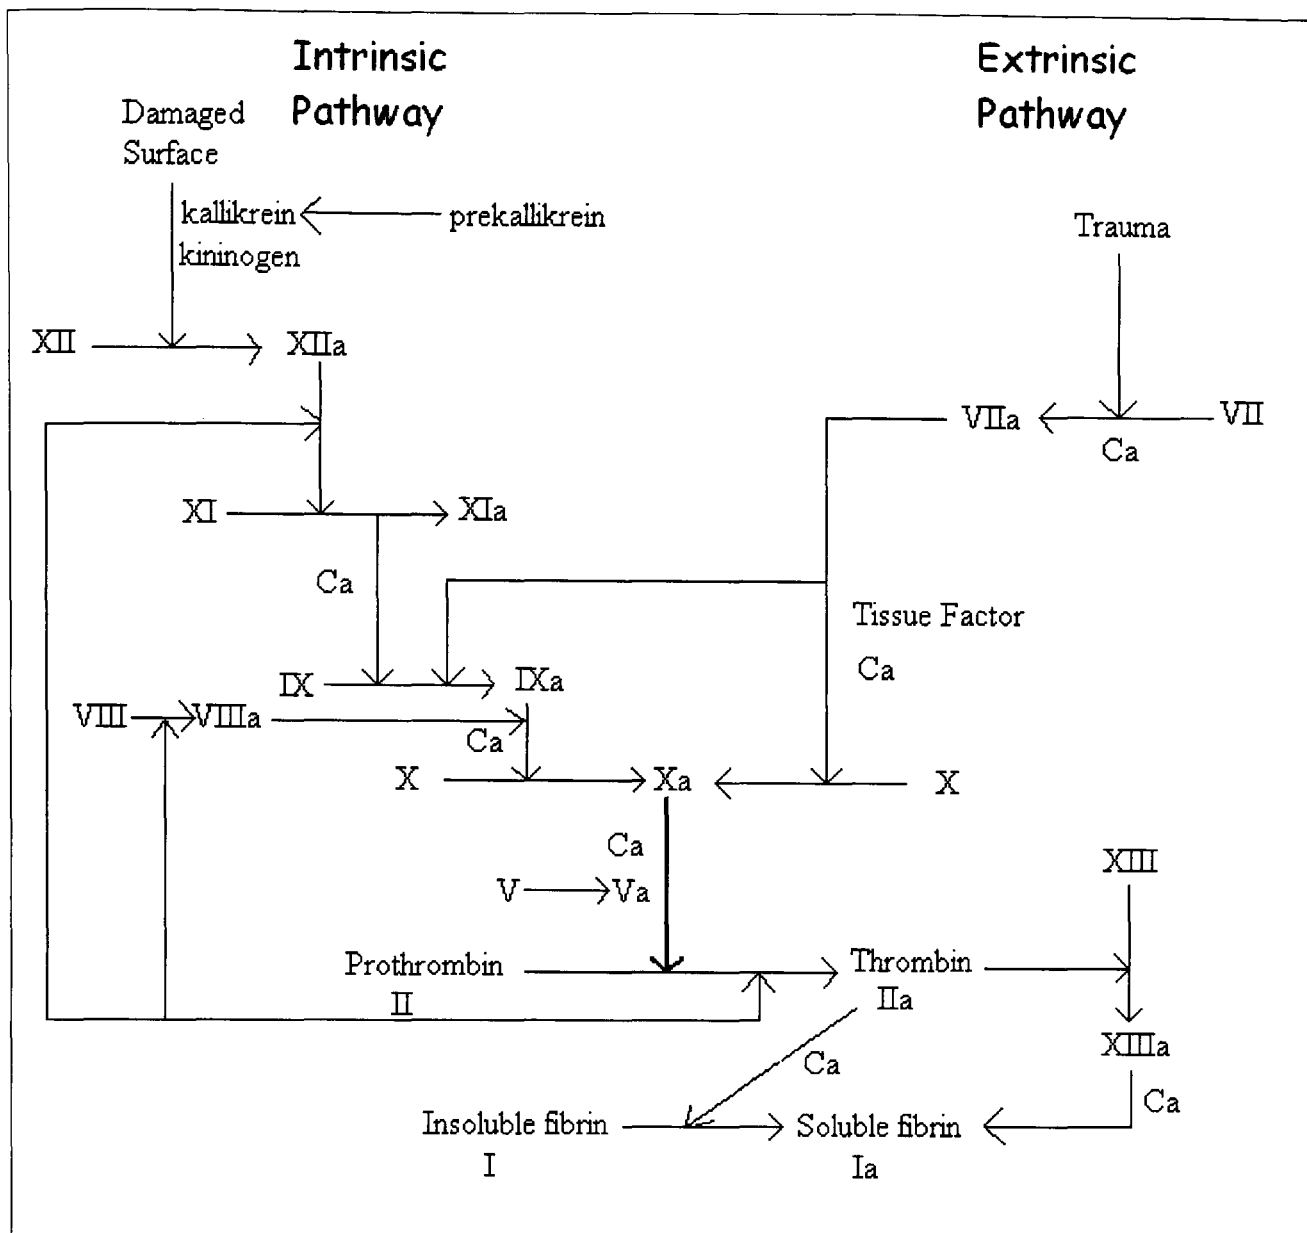 Intrinsic
Pathway
Extrinsic
Pathway
Damaged
Surface
kallikrein
prekallikrein
kininogen
Trauma
XII
XIIa
VIIa
VII
Ca
XI
XIa
Ca
Tissue Factor
Ca
IX
IXa
VIII
VIIIa
Ca
X
Xa
X
Ca
XIII
V
Va
Prothrombin
II
Thrombin
IIa
XIIIa
Ca
Ca
Insoluble fibrin
I
Soluble fibrin
Ia